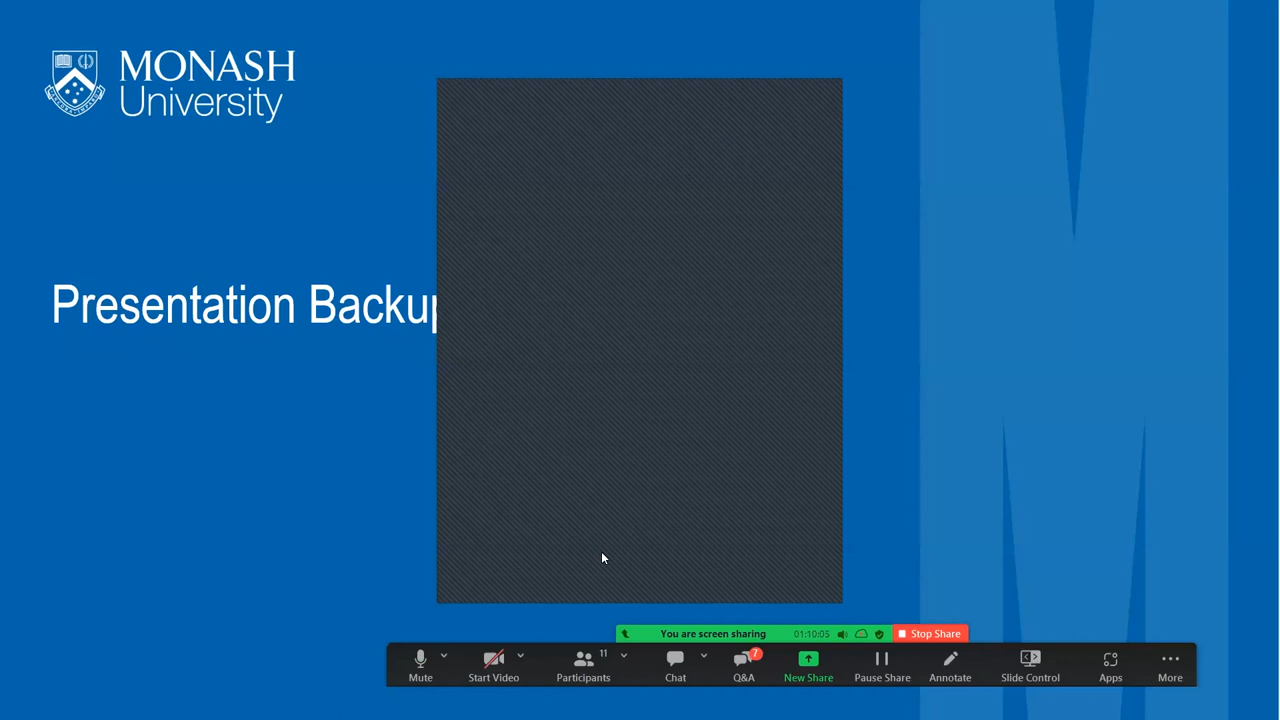 MONASH
University
Presentation Backup
You are screen sharing 01:10:05 Stop Share
11 7
Mute Start Video Participants Chat Q&A New Share Pause Share Annotate Slide Control Apps More